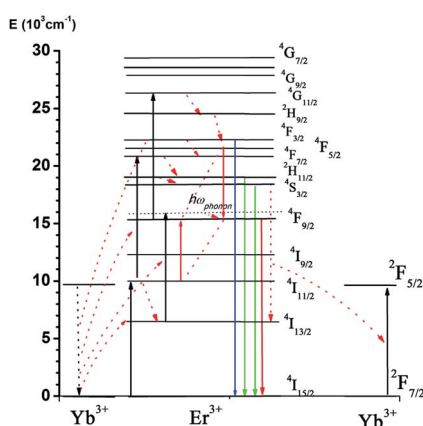 E (10³cm⁻¹)
30
25
20
15
10
5
0
⁴G₇/₂
⁴G₉/₂
⁴G₁₁/₂
²H₉/₂
⁴F₃/₂
⁴F₅/₂
⁴F₇/₂
²H₁₁/₂
⁴S₃/₂
ħω phonon
⁴F₉/₂
⁴I₉/₂
⁴I₁₁/₂
⁴I₁₃/₂
⁴I₁₅/₂
²F₅/₂
²F₇/₂
Yb³⁺ Er³⁺ Yb³⁺